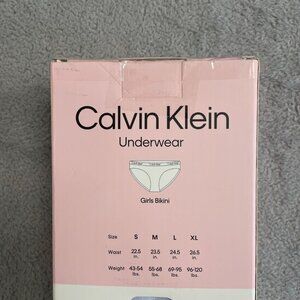 Calvin Klein
Underwear
Girls Bikini
Size S M L XL
Waist 22.5 in. 23.5 in. 24.5 in. 26.5 in.
Weight 43-54 lbs. 55-68 lbs. 69-95 lbs. 96-120 lbs.